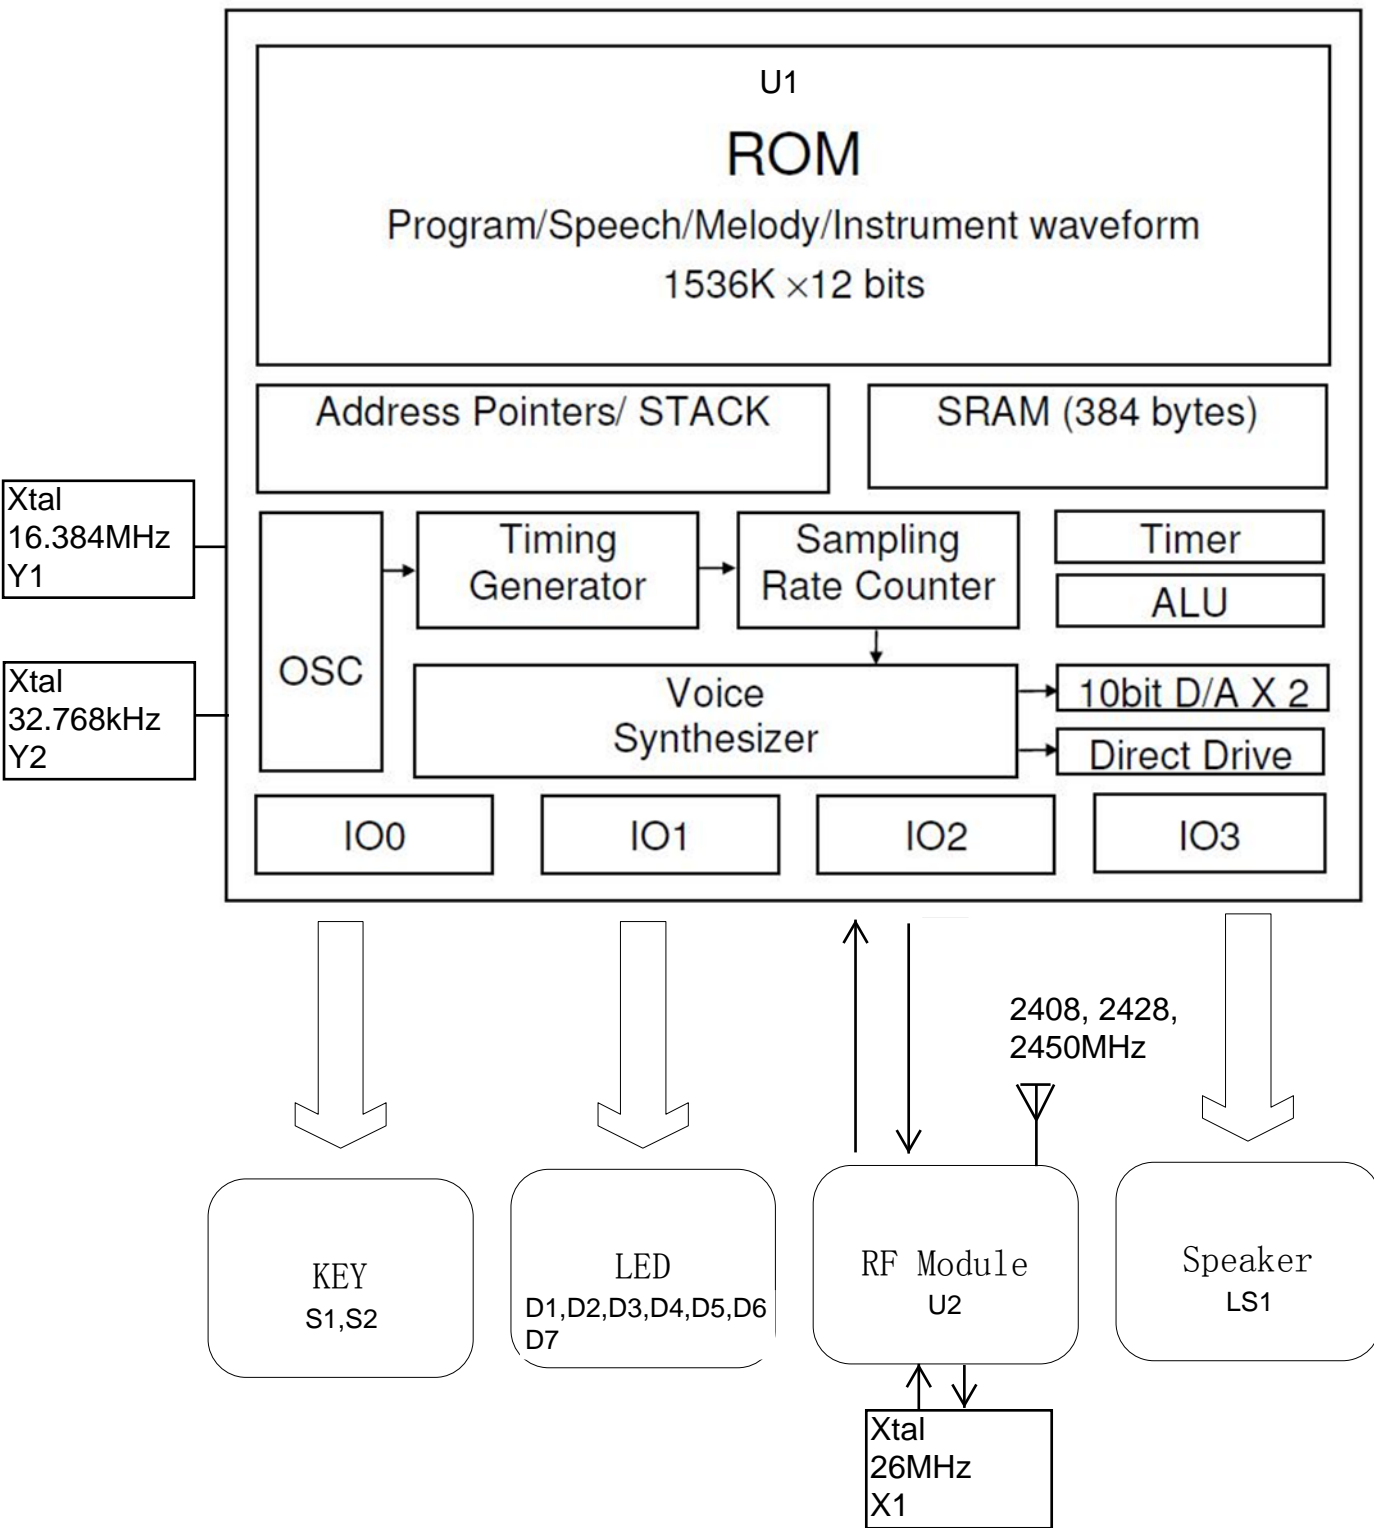 U1
ROM
Program/Speech/Melody/Instrument waveform
1536K ×12 bits
Address Pointers/ STACK
SRAM (384 bytes)
Xtal
16.384MHz
Y1
Xtal
32.768kHz
Y2
OSC
Timing
Generator
Sampling
Rate Counter
Timer
ALU
Voice
Synthesizer
10bit D/A X 2
Direct Drive
IO0
IO1
IO2
IO3
2408, 2428,
2450MHz
KEY
S1,S2
LED
D1,D2,D3,D4,D5,D6
D7
RF Module
U2
Speaker
LS1
Xtal
26MHz
X1